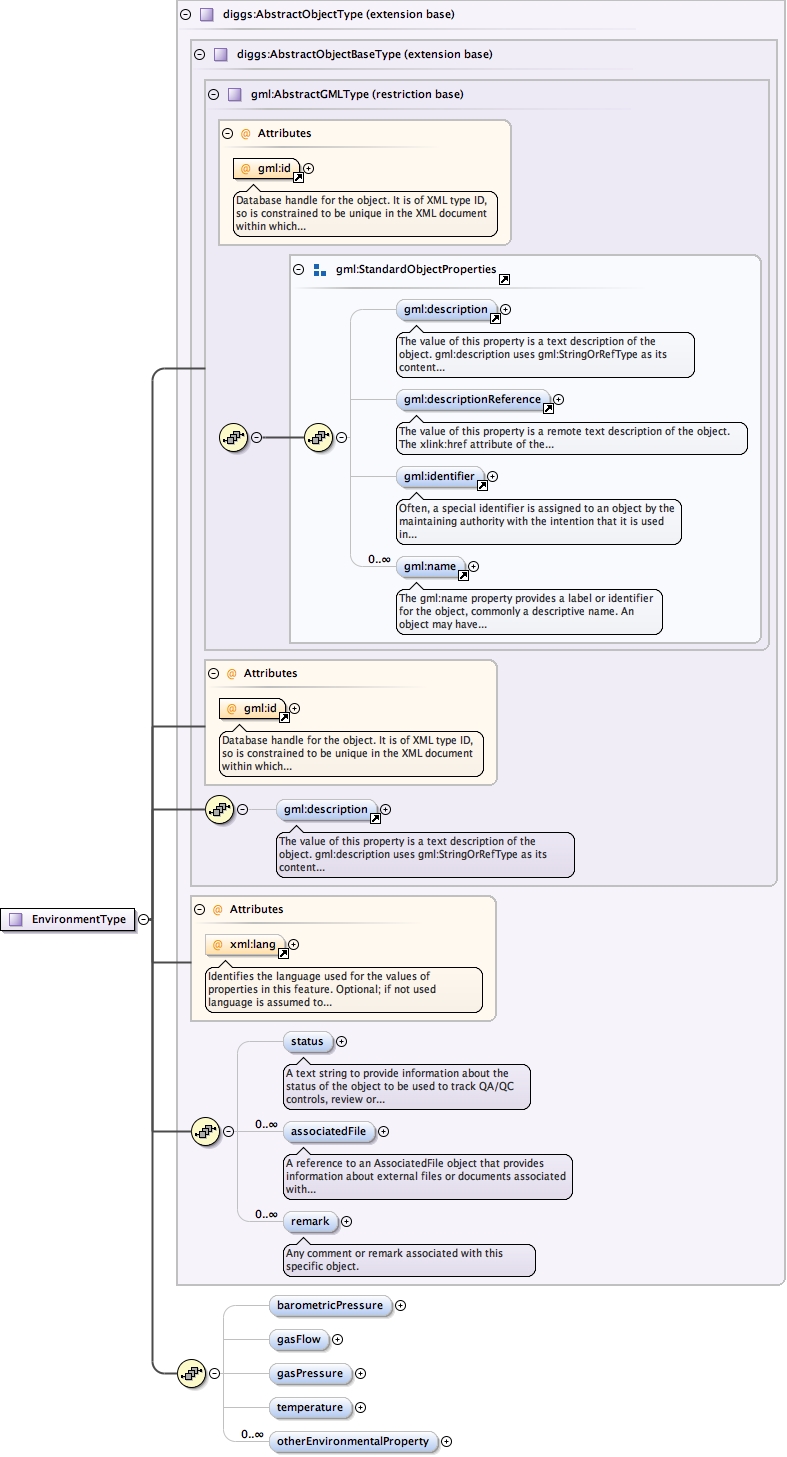 diggs:AbstractObjectType (extension base)
diggs:AbstractObjectBaseType (extension base)
gml:AbstractGMLType (restriction base)
@ Attributes
@ gml:id
Database handle for the object. It is of XML type ID,
so is constrained to be unique in the XML document
within which...
gml:StandardObjectProperties
gml:description
The value of this property is a text description of the
object. gml:description uses gml:StringOrRefType as its
content...
gml:descriptionReference
The value of this property is a remote text description of the object.
The xlink:href attribute of the...
gml:identifier
Often, a special identifier is assigned to an object by the
maintaining authority with the intention that it is used
in...
0..∞
gml:name
The gml:name property provides a label or identifier
for the object, commonly a descriptive name. An
object may have...
@ Attributes
@ gml:id
Database handle for the object. It is of XML type ID,
so is constrained to be unique in the XML document
within which...
gml:description
The value of this property is a text description of the
object. gml:description uses gml:StringOrRefType as its
content...
EnvironmentType
@ Attributes
@ xml:lang
Identifies the language used for the values of
properties in this feature. Optional; if not used
language is assumed to...
status
A text string to provide information about the
status of the object to be used to track QA/QC
controls, review or...
0..∞
associatedFile
A reference to an AssociatedFile object that provides
information about external files or documents associated
with...
0..∞
remark
Any comment or remark associated with this
specific object.
barometricPressure
gasFlow
gasPressure
temperature
0..∞
otherEnvironmentalProperty